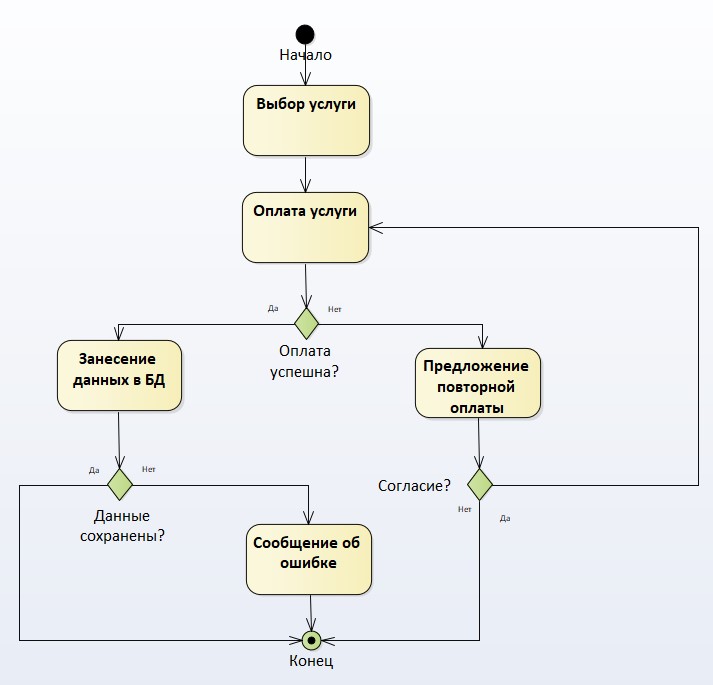 Начало
Выбор услуги
Оплата услуги
Да
Нет
Оплата
успешна?
Занесение
данных в БД
Предложение
повторной
оплаты
Да
Нет
Данные
сохранены?
Согласие?
Нет
Да
Сообщение об
ошибке
Конец